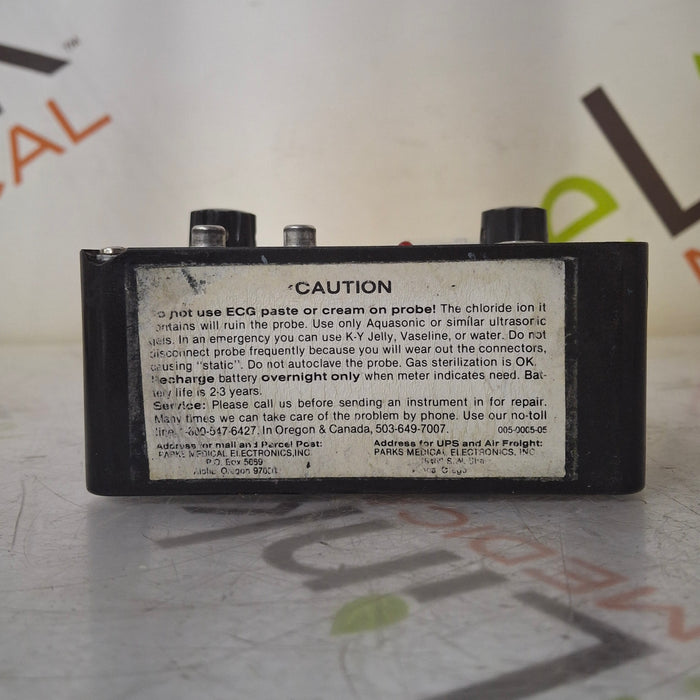 CAUTION
not use ECG paste or cream on probe! The chloride ion it
contains will ruin the probe. Use only Aquasonic or similar ultrasonic
gels. In an emergency you can use K-Y Jelly, Vaseline, or water. Do not
disconnect probe frequently because you will wear out the connectors,
causing "static". Do not autoclave the probe. Gas sterilization is OK.
Recharge battery overnight only when meter indicates need. Bat-
tery life is 2-3 years.
Service: Please call us before sending an instrument in for repair.
Many times we can take care of the problem by phone. Use our no-toll
line 1-800-547-6427. In Oregon & Canada, 503-649-7007. 005-0005-05
Address for mail and Parcel Post: Address for UPS and Air Freight:
PARKS MEDICAL ELECTRONICS, INC. PARKS MEDICAL ELECTRONICS, INC.
P.O. Box 5669
Aloha, Oregon
MEDICAL
CAL
TM
MEDIC